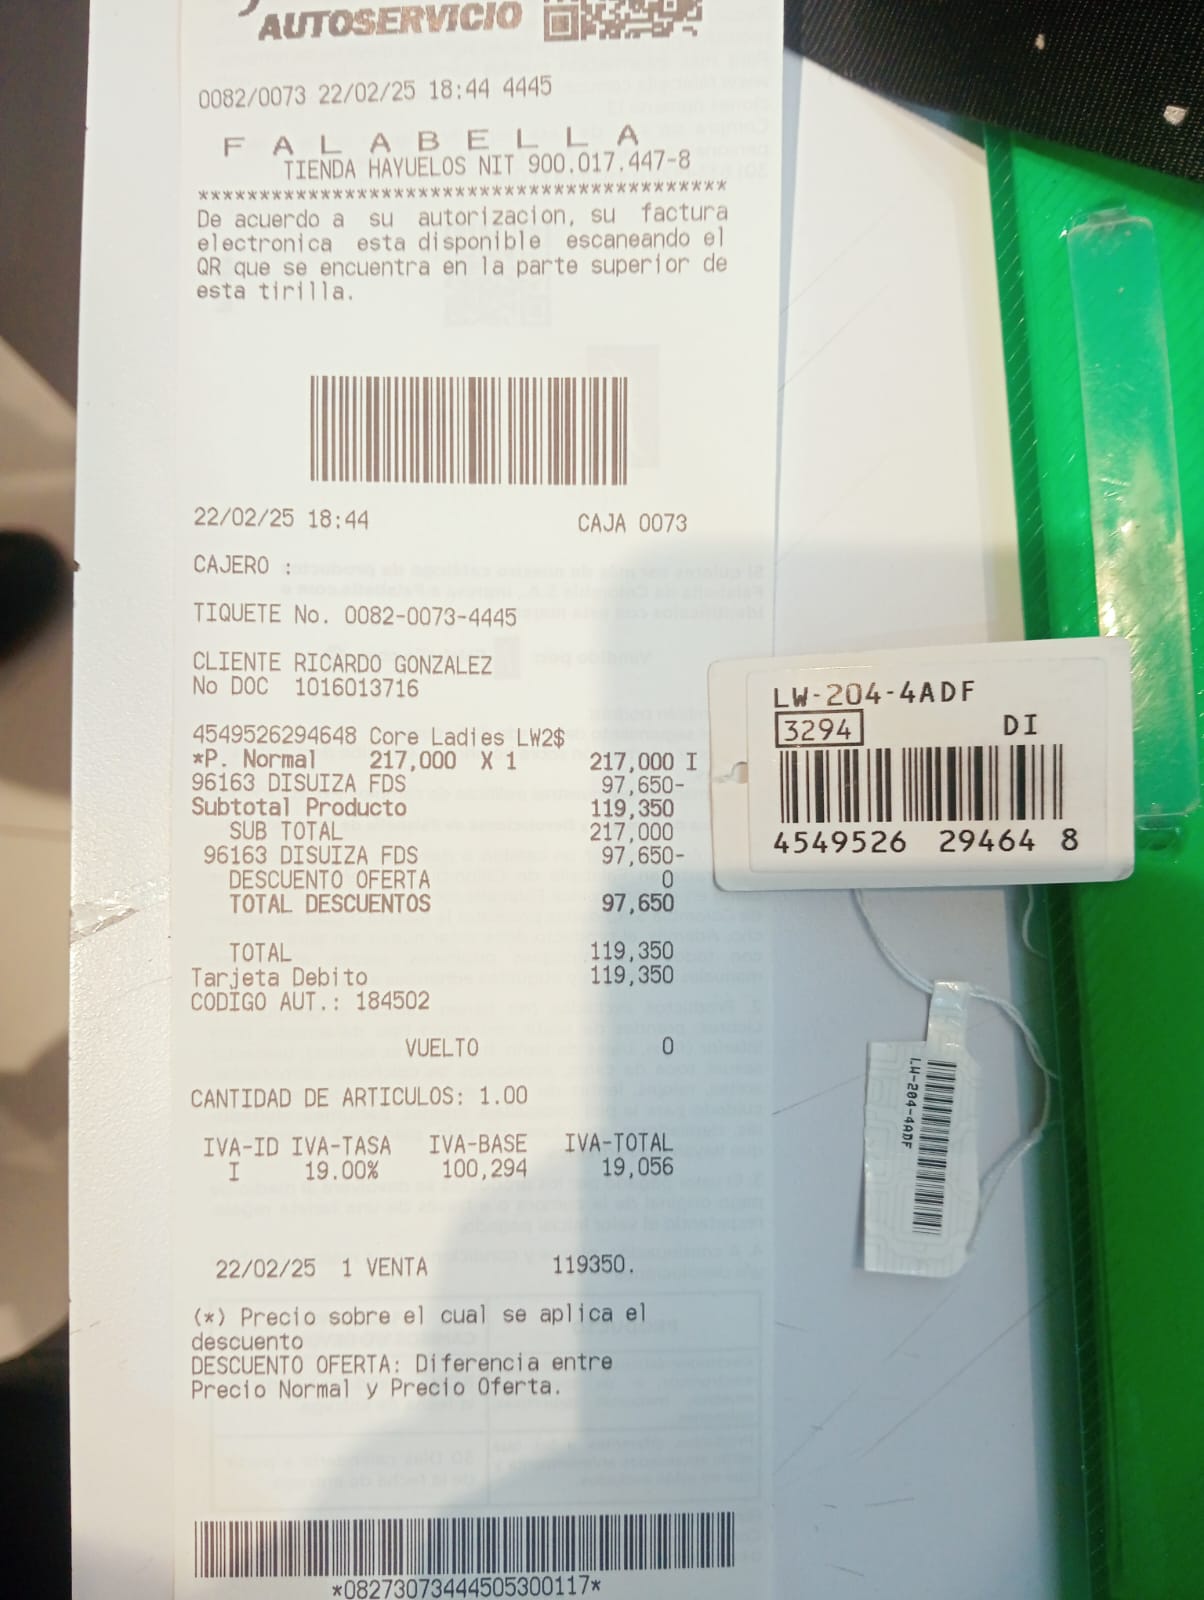 AUTOSERVICIO
0082/0073 22/02/25 18:44 4445
F A L A B E L L A
TIENDA HAYUELOS NIT 900.017.447-8
******************************************
De acuerdo a su autorizacion, su factura
electronica esta disponible escaneando el
QR que se encuentra en la parte superior de
esta tirilla.
22/02/25 18:44 CAJA 0073
CAJERO :
TIQUETE No. 0082-0073-4445
CLIENTE RICARDO GONZALEZ
No DOC 1016013716
4549526294648 Core Ladies LW2$
*P. Normal 217,000 X 1 217,000 I
96163 DISUIZA FDS 97,650-
Subtotal Producto 119,350
SUB TOTAL 217,000
96163 DISUIZA FDS 97,650-
DESCUENTO OFERTA 0
TOTAL DESCUENTOS 97,650
TOTAL 119,350
Tarjeta Debito 119,350
CODIGO AUT.: 184502
VUELTO 0
CANTIDAD DE ARTICULOS: 1.00
IVA-ID IVA-TASA IVA-BASE IVA-TOTAL
I 19.00% 100,294 19,056
22/02/25 1 VENTA 119350.
(*) Precio sobre el cual se aplica el
descuento
DESCUENTO OFERTA: Diferencia entre
Precio Normal y Precio Oferta.
*08273073444505300117*
LW-204-4ADF
3294 DI
4549526 29464 8
LW-204-4ADF